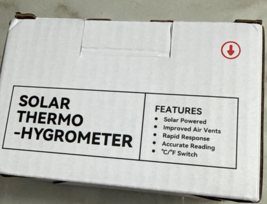 SOLAR
THERMO
-HYGROMETER
FEATURES
Solar Powered
Improved Air Vents
Rapid Response
Accurate Reading
°C/°F Switch